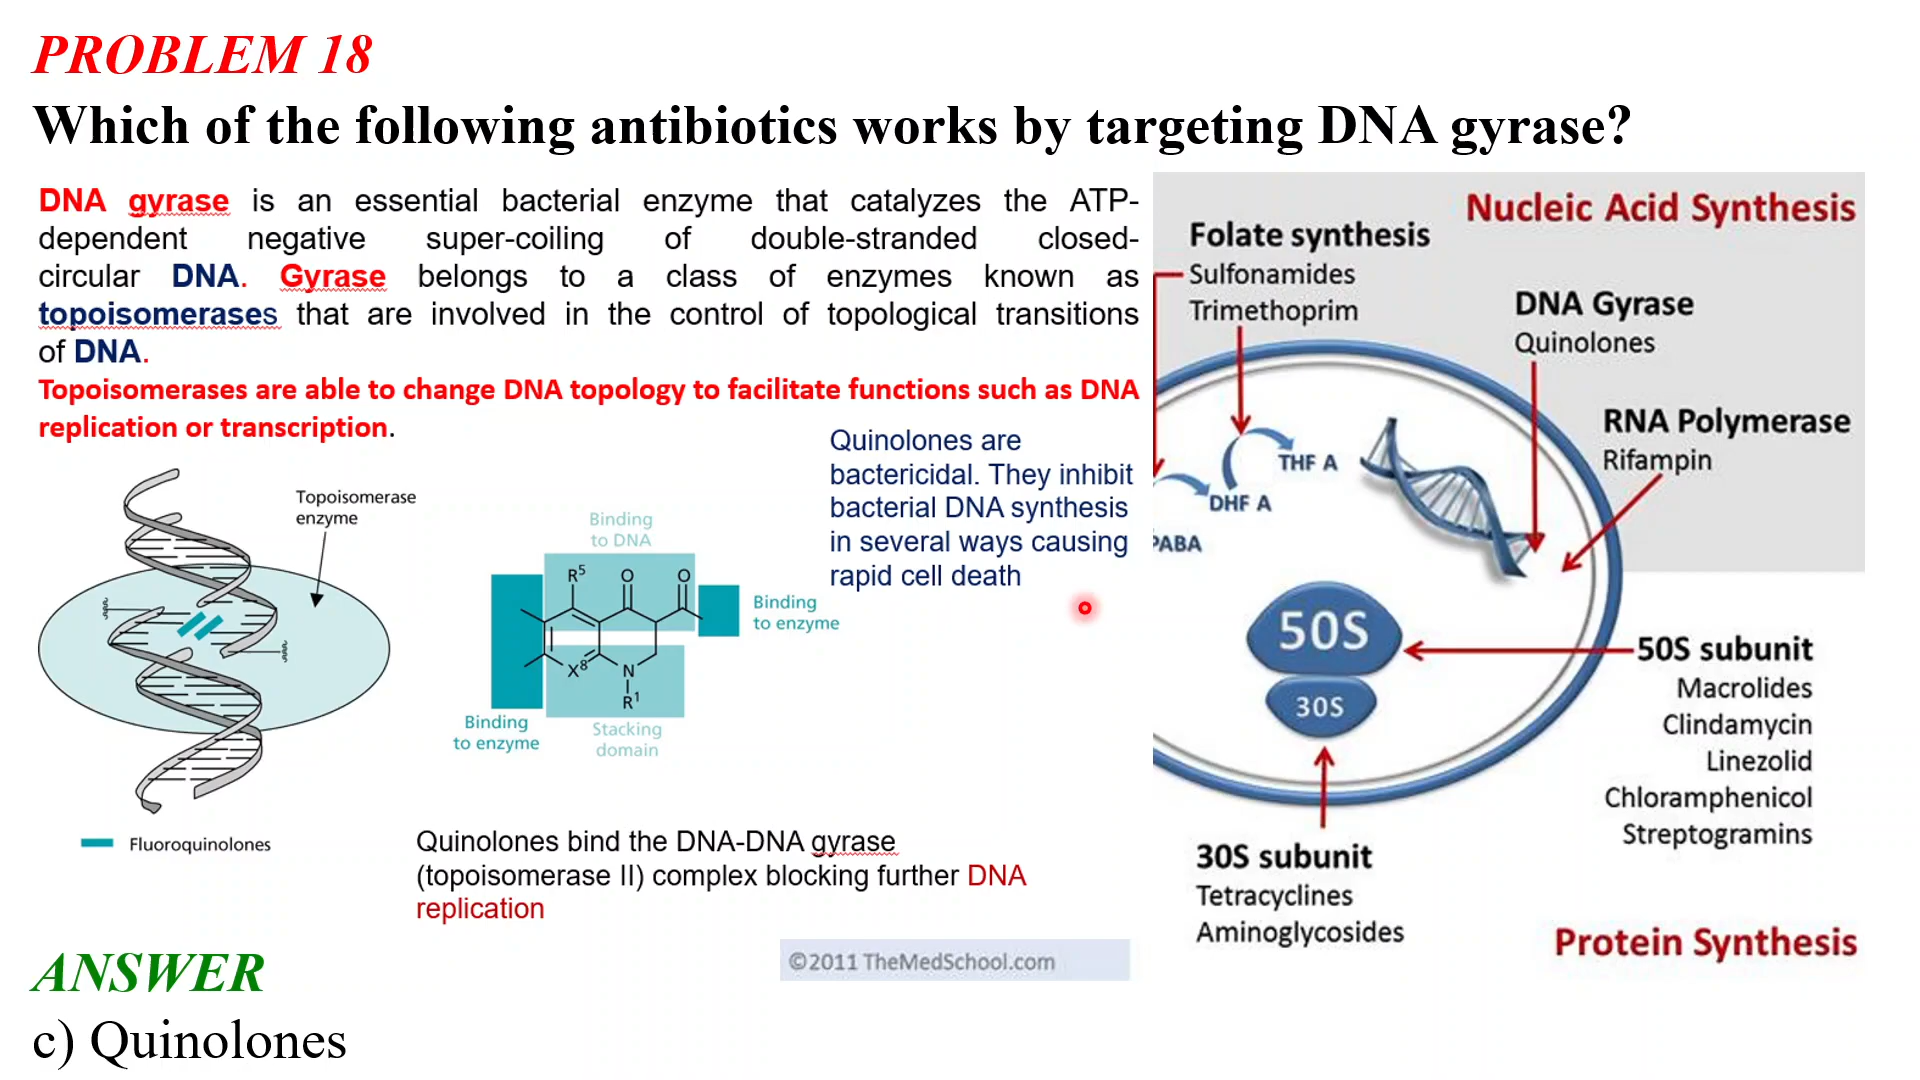 PROBLEM 18
Which of the following antibiotics works by targeting DNA gyrase?
DNA gyrase is an essential bacterial enzyme that catalyzes the ATP-
dependent negative super-coiling of double-stranded closed-
circular DNA. Gyrase belongs to a class of enzymes known as
topoisomerases that are involved in the control of topological transitions
of DNA.
Topoisomerases are able to change DNA topology to facilitate functions such as DNA
replication or transcription.
Quinolones are
bactericidal. They inhibit
bacterial DNA synthesis
in several ways causing
rapid cell death
Topoisomerase
enzyme
Fluoroquinolones
Binding
to DNA
R5
O
O
Binding
to enzyme
X8
N
R1
Binding
to enzyme
Stacking
domain
Quinolones bind the DNA-DNA gyrase
(topoisomerase II) complex blocking further DNA
replication
©2011 TheMedSchool.com
Nucleic Acid Synthesis
Folate synthesis
Sulfonamides
Trimethoprim
DNA Gyrase
Quinolones
RNA Polymerase
Rifampin
THF A
DHF A
PABA
50S
30S
50S subunit
Macrolides
Clindamycin
Linezolid
Chloramphenicol
Streptogramins
30S subunit
Tetracyclines
Aminoglycosides
Protein Synthesis
ANSWER
c) Quinolones